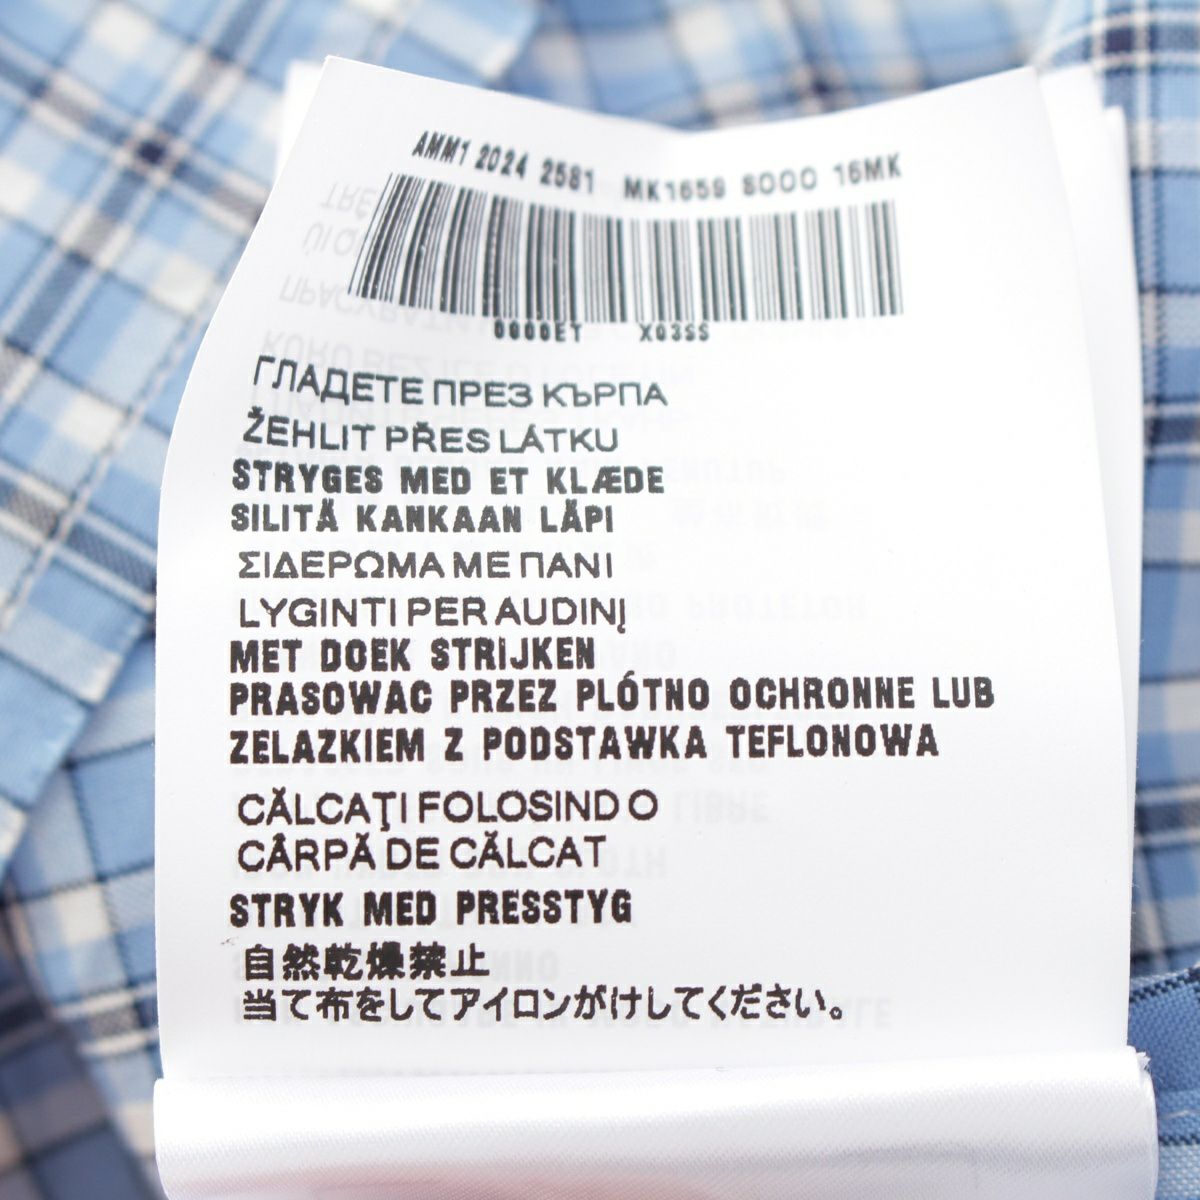 AMM1 2024 2581 MK1659 SOOO 16MK
0000ET X03SS
ГЛАДЕТЕ ПРЕЗ КЪРПА
ŽEHLIT PŘES LÁTKU
STRYGES MED ET KLÆDE
SILITÄ KANKAAN LÄPI
ΣΙΔΕΡΩΜΑ ΜΕ ΠΑΝΙ
LYGINTI PER AUDINĮ
MET DOEK STRIJKEN
PRASOWAC PRZEZ PLÓTNO OCHRONNE LUB
ZELAZKIEM Z PODSTAWKA TEFLONOWA
CĂLCAŢI FOLOSIND O
CÂRPĂ DE CĂLCAT
STRYK MED PRESSTYG
自然乾燥禁止
当て布をしてアイロンがけしてください。